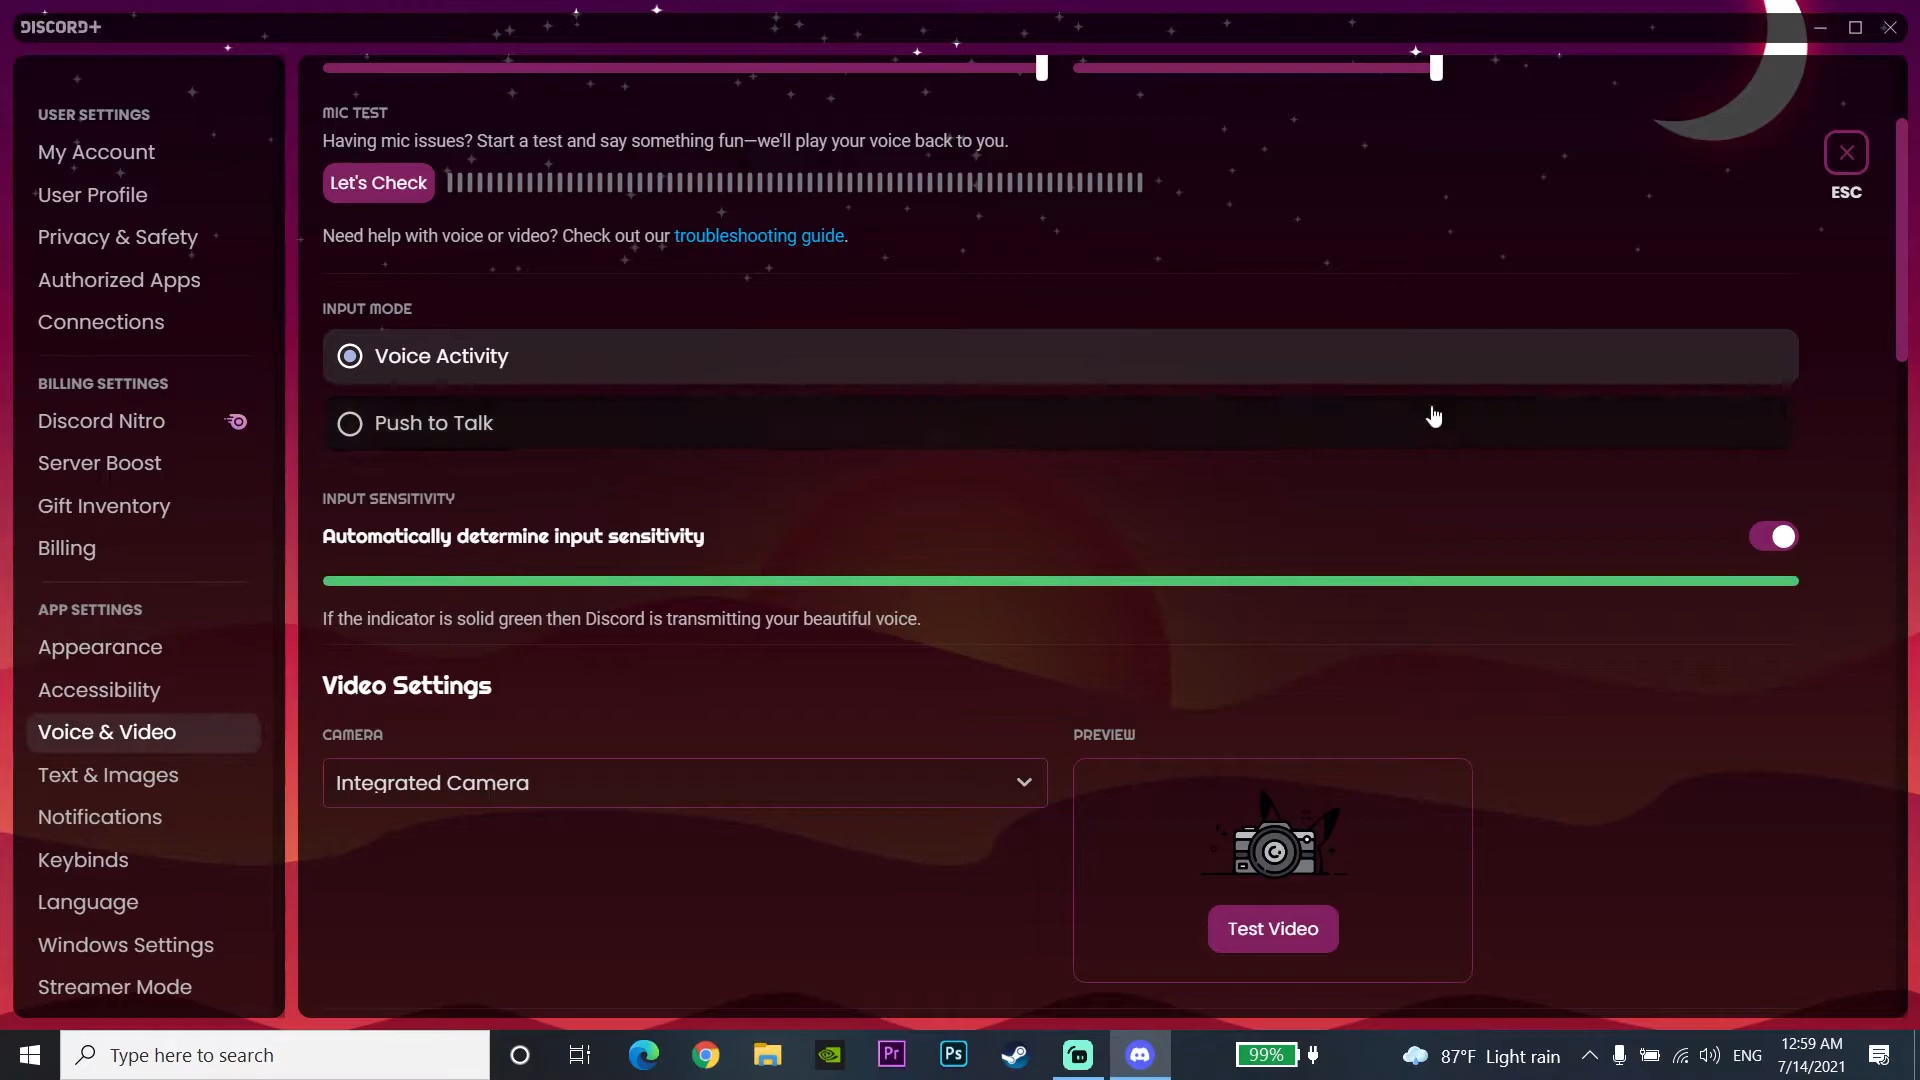 DISCORD+
USER SETTINGS
My Account
User Profile
Privacy & Safety
Authorized Apps
Connections
BILLING SETTINGS
Discord Nitro
Server Boost
Gift Inventory
Billing
APP SETTINGS
Appearance
Accessibility
Voice & Video
Text & Images
Notifications
Keybinds
Language
Windows Settings
Streamer Mode
MIC TEST
Having mic issues? Start a test and say something fun—we'll play your voice back to you.
Let's Check
Need help with voice or video? Check out our troubleshooting guide.
INPUT MODE
Voice Activity
Push to Talk
INPUT SENSITIVITY
Automatically determine input sensitivity
If the indicator is solid green then Discord is transmitting your beautiful voice.
Video Settings
CAMERA
Integrated Camera
PREVIEW
Test Video
ESC
Type here to search
Pr
Ps
99%
87°F Light rain
ENG
12:59 AM
7/14/2021